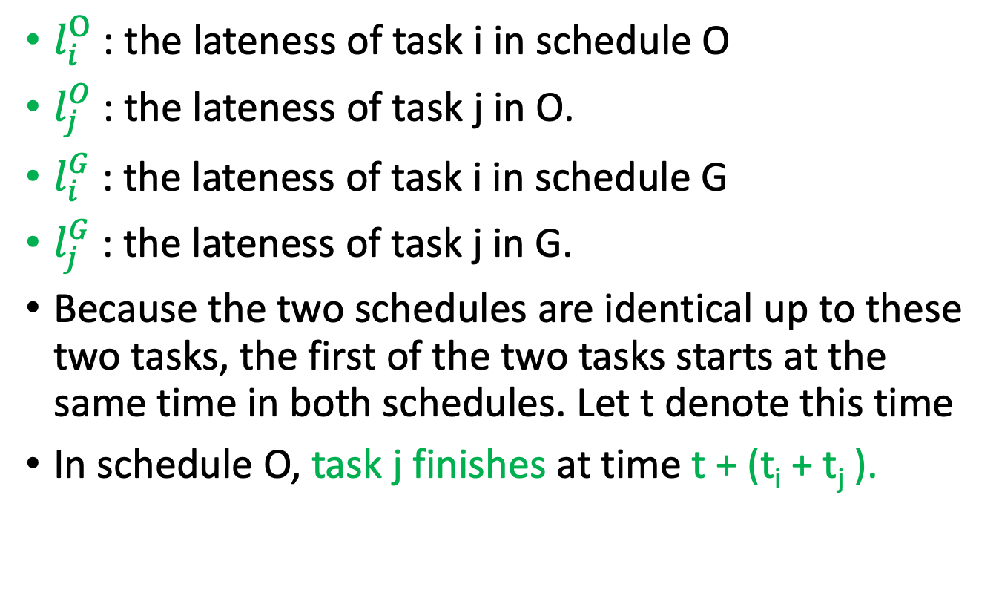 • l_i^O : the lateness of task i in schedule O
• l_j^O : the lateness of task j in O.
• l_i^G : the lateness of task i in schedule G
• l_j^G : the lateness of task j in G.
• Because the two schedules are identical up to these
two tasks, the first of the two tasks starts at the
same time in both schedules. Let t denote this time
• In schedule O, task j finishes at time t + (t_i + t_j ).